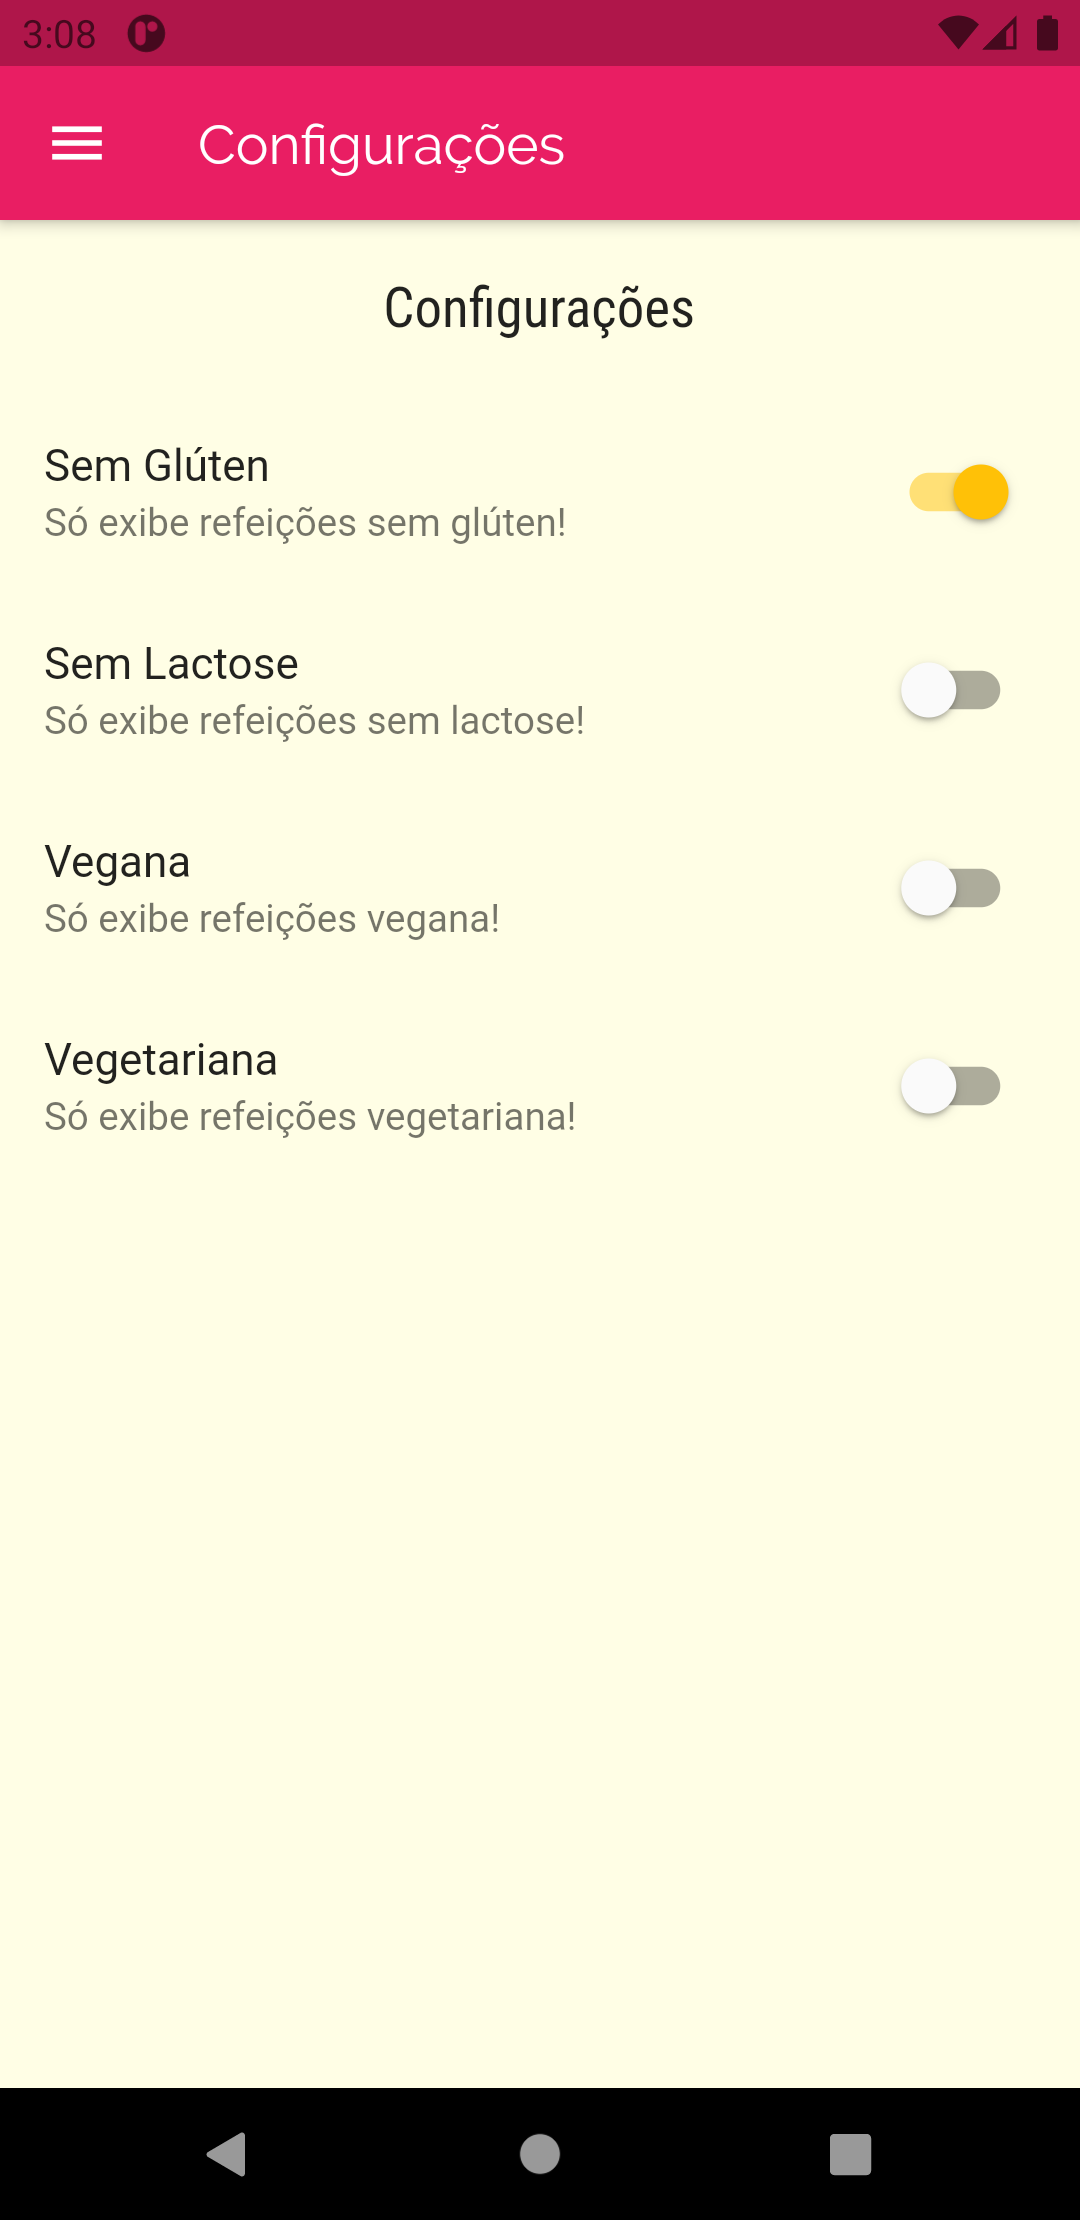 3:08
Configurações
Configurações
Sem Glúten
Só exibe refeições sem glúten!
Sem Lactose
Só exibe refeições sem lactose!
Vegana
Só exibe refeições vegana!
Vegetariana
Só exibe refeições vegetariana!